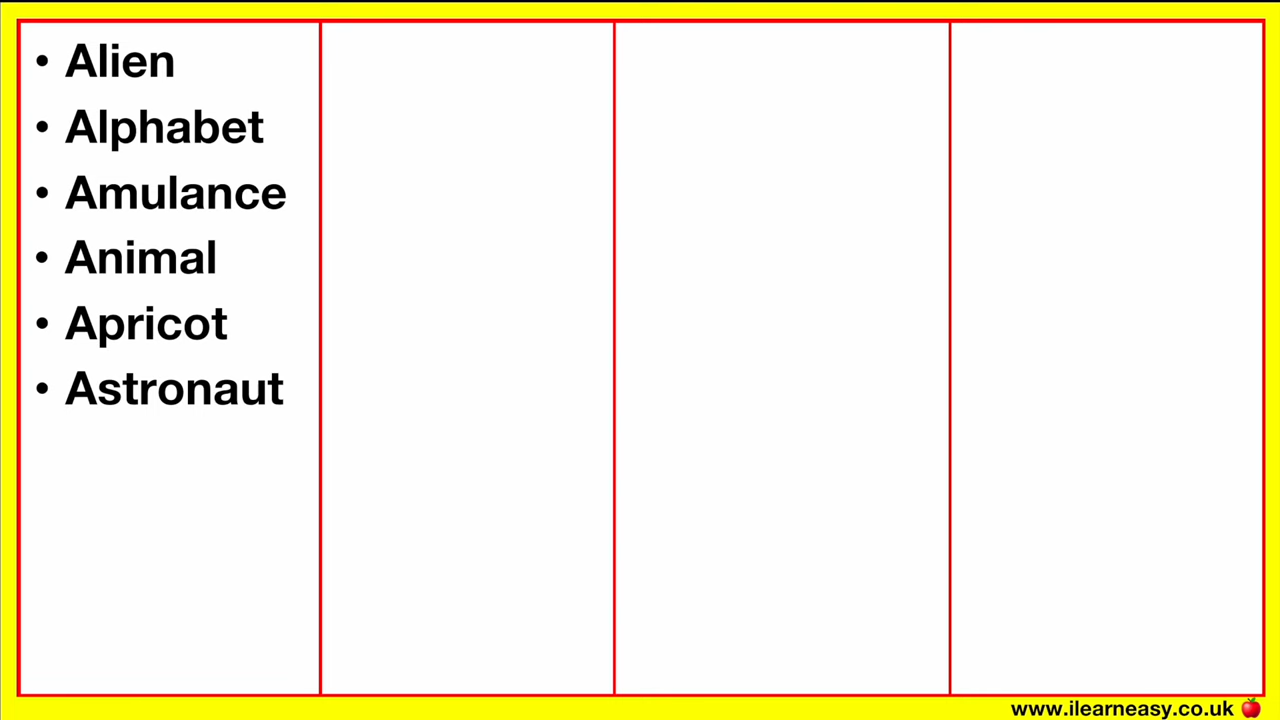 • Alien
• Alphabet
• Amulance
• Animal
• Apricot
• Astronaut
www.ilearneasy.co.uk